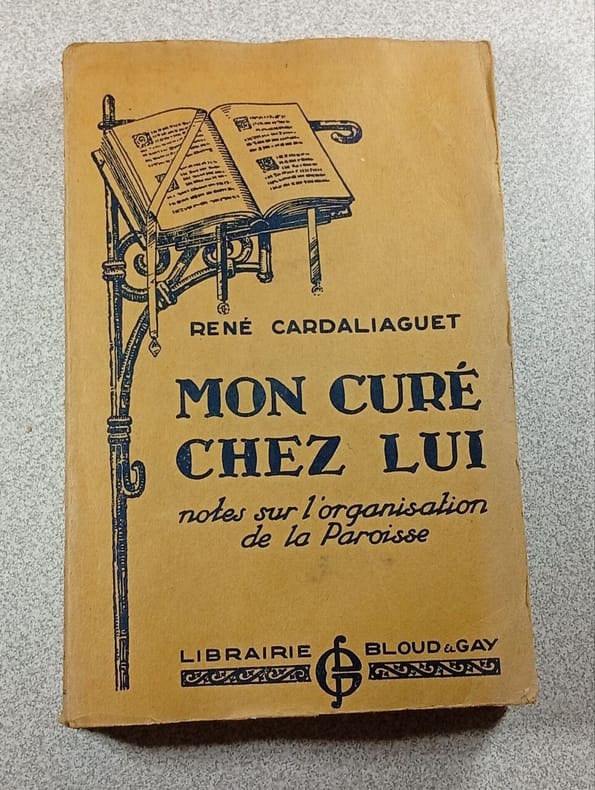 RENÉ CARDALIAGUET
MON CURÉ
CHEZ LUI
notes sur l'organisation
de la Paroisse
LIBRAIRIE BLOUD & GAY